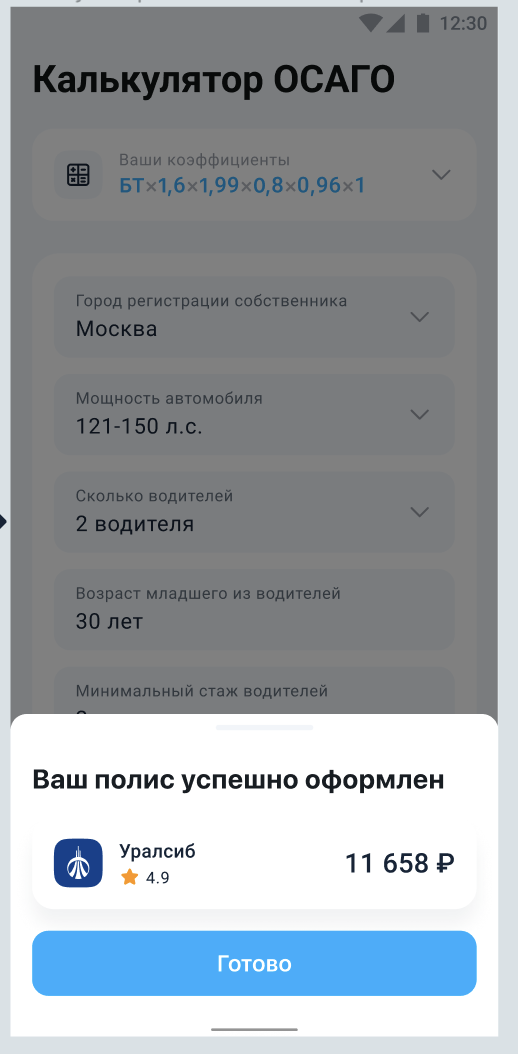 12:30
Калькулятор ОСАГО
Ваши коэффициенты
БТ×1,6×1,99×0,8×0,96×1
Город регистрации собственника
Москва
Мощность автомобиля
121-150 л.с.
Сколько водителей
2 водителя
Возраст младшего из водителей
30 лет
Минимальный стаж водителей
Ваш полис успешно оформлен
Уралсиб
11 658 ₽
4.9
Готово